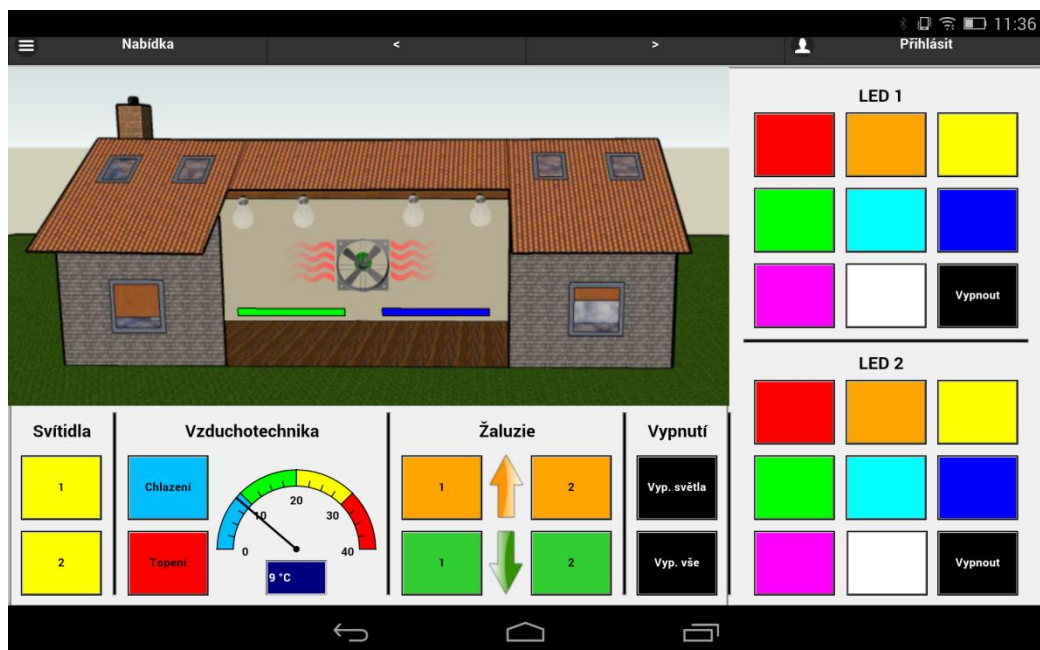 11:36
Nabídka < > Přihlásit
LED 1
Vypnout
LED 2
Vypnout
Svítidla
1
2
Vzduchotechnika
Chlazení
Topení
0 10 20 30 40
9 °C
Žaluzie
1 2
1 2
Vypnutí
Vyp. světla
Vyp. vše